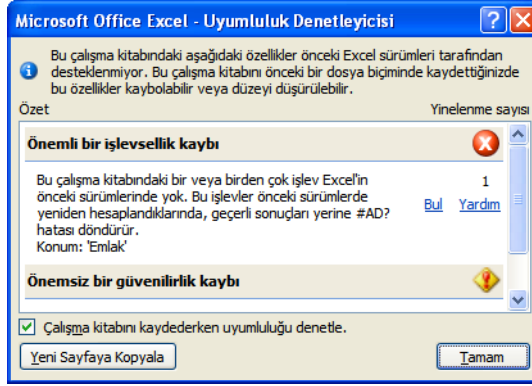 Microsoft Office Excel - Uyumluluk Denetleyicisi
Bu çalışma kitabındaki aşağıdaki özellikler önceki Excel sürümleri tarafından
desteklenmiyor. Bu çalışma kitabını önceki bir dosya biçiminde kaydettiğinizde
bu özellikler kaybolabilir veya düzeyi düşürülebilir.
Özet Yinelenme sayısı
Önemli bir işlevsellik kaybı
Bu çalışma kitabındaki bir veya birden çok işlev Excel'in 1
önceki sürümlerinde yok. Bu işlevler önceki sürümlerde Bul Yardım
yeniden hesaplandıklarında, geçerli sonuçları yerine #AD?
hatası döndürür.
Konum: 'Emlak'
Önemsiz bir güvenilirlik kaybı
Çalışma kitabını kaydederken uyumluluğu denetle.
Yeni Sayfaya Kopyala Tamam